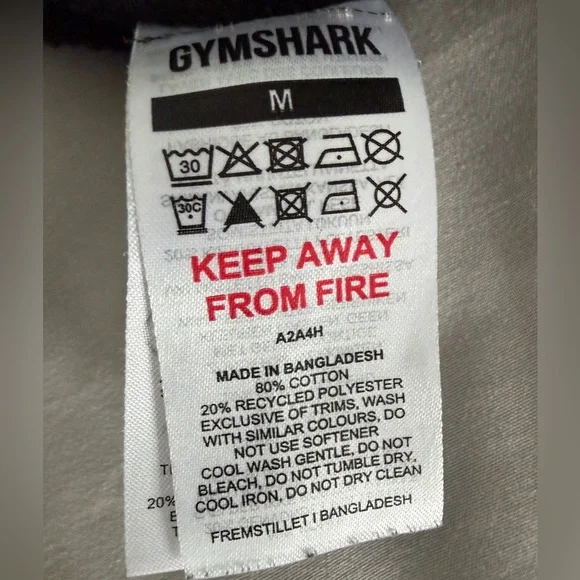 GYMSHARK
M
30
30C
KEEP AWAY
FROM FIRE
A2A4H
MADE IN BANGLADESH
80% COTTON
20% RECYCLED POLYESTER
EXCLUSIVE OF TRIMS, WASH
WITH SIMILAR COLOURS, DO
NOT USE SOFTENER
COOL WASH GENTLE, DO NOT
BLEACH, DO NOT TUMBLE DRY,
COOL IRON, DO NOT DRY CLEAN
FREMSTILLET I BANGLADESH
20%